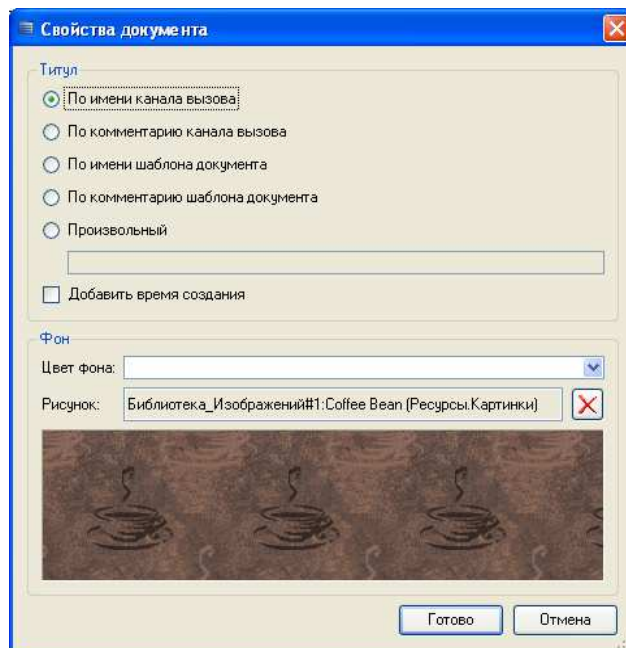 Свойства документа
Титул
По имени канала вызова
По комментарию канала вызова
По имени шаблона документа
По комментарию шаблона документа
Произвольный
Добавить время создания
Фон
Цвет фона:
Рисунок: Библиотека_Изображений#1:Coffee Bean (Ресурсы.Картинки)
Готово Отмена